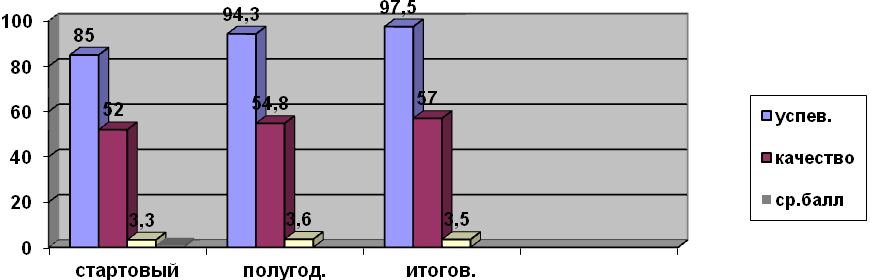 97,5
94,3
100
85
80
60
57
54,8
52
40
20
3,3
3,6
3,5
0
стартовый
полугод.
итогов.
успев.
качество
ср.балл